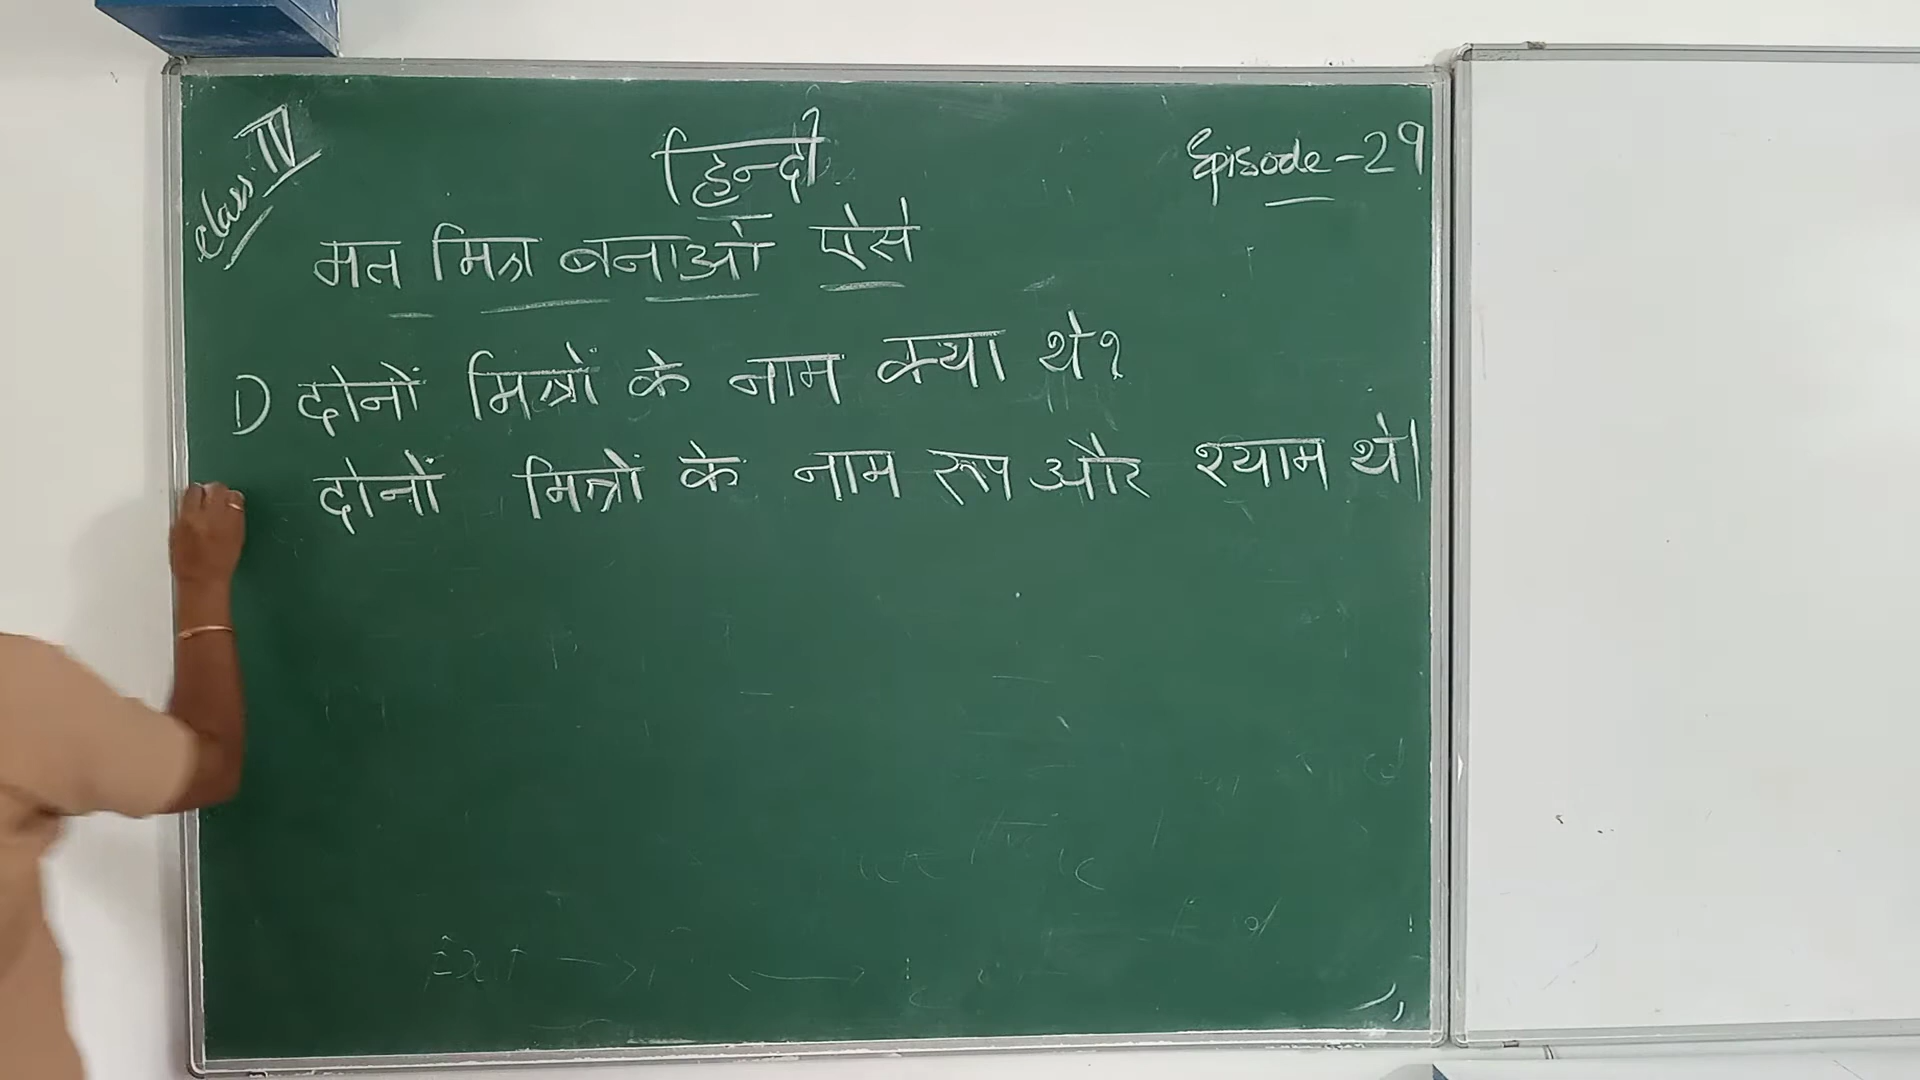 Class: IV
हिन्दी
Episode-29
मत मित्र बनाओ ऐसे
1) दोनों मित्रों के नाम क्या थे?
दोनों मित्रों के नाम रूप और श्याम थे।